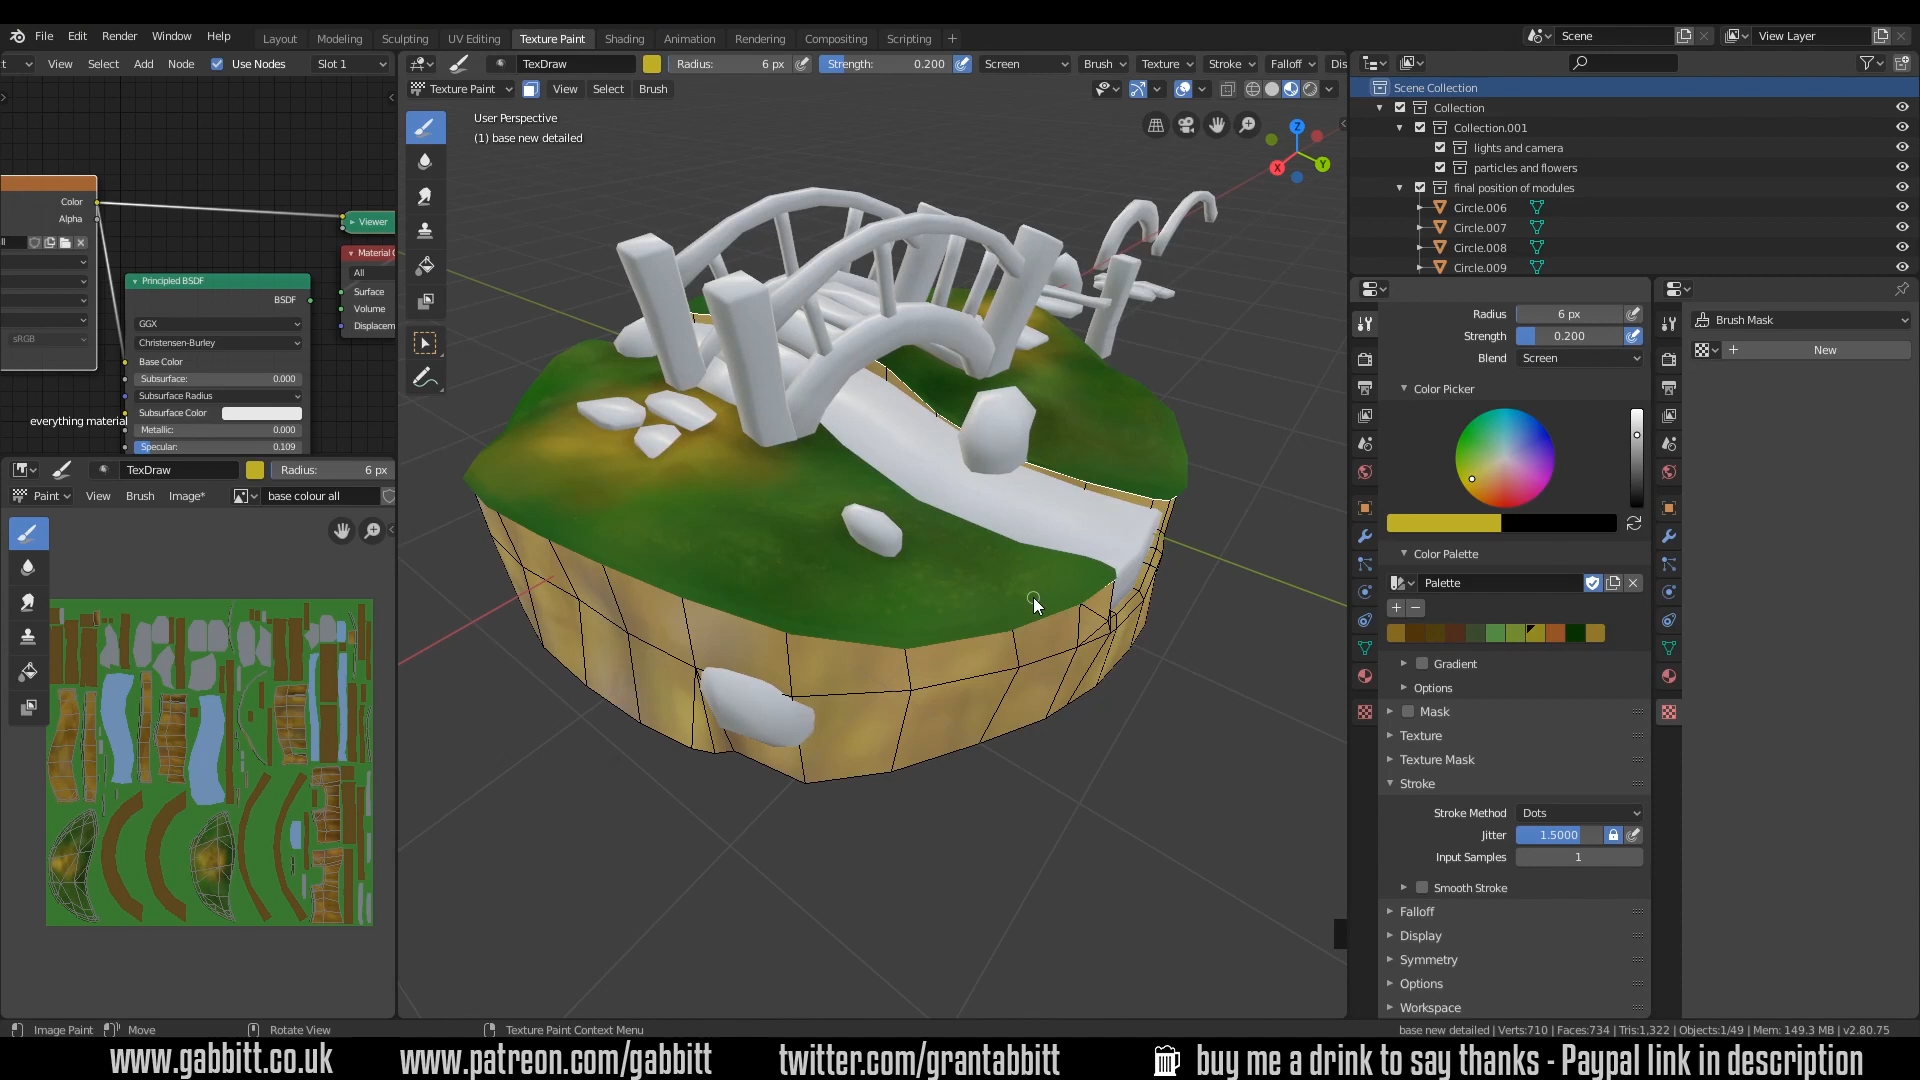 File Edit Render Window Help Layout Modeling Sculpting UV Editing Texture Paint Shading Animation Rendering Compositing Scripting + Scene View Layer
View Select Add Node Use Nodes Slot 1
TexDraw Radius: 6 px Strength: 0.200 Screen Brush Texture Stroke Falloff Dis
Texture Paint View Select Brush
User Perspective
(1) base new detailed
Color
Alpha
sRGB
Viewer
Material
All
Surface
Volume
Displacem
Principled BSDF
BSDF
GGX
Christensen-Burley
Base Color
Subsurface: 0.000
Subsurface Radius
Subsurface Color
Metallic: 0.000
Specular: 0.109
everything material
TexDraw Radius: 6 px
Paint View Brush Image* base colour all
Z
X
Y
Scene Collection
Collection
Collection.001
lights and camera
particles and flowers
final position of modules
Circle.006
Circle.007
Circle.008
Circle.009
Radius 6 px
Strength 0.200
Blend Screen
Color Picker
Color Palette
Palette
Gradient
Options
Mask
Texture
Texture Mask
Stroke
Stroke Method Dots
Jitter 1.5000
Input Samples 1
Smooth Stroke
Falloff
Display
Symmetry
Options
Workspace
Brush Mask
+ New
Image Paint Move Rotate View Texture Paint Context Menu
base new detailed | Verts:710 | Faces:734 | Tris:1,322 | Objects:1/49 | Mem: 149.3 MB | v2.80.75
www.gabbitt.co.uk www.patreon.com/gabbitt twitter.com/grantabbitt buy me a drink to say thanks - Paypal link in description